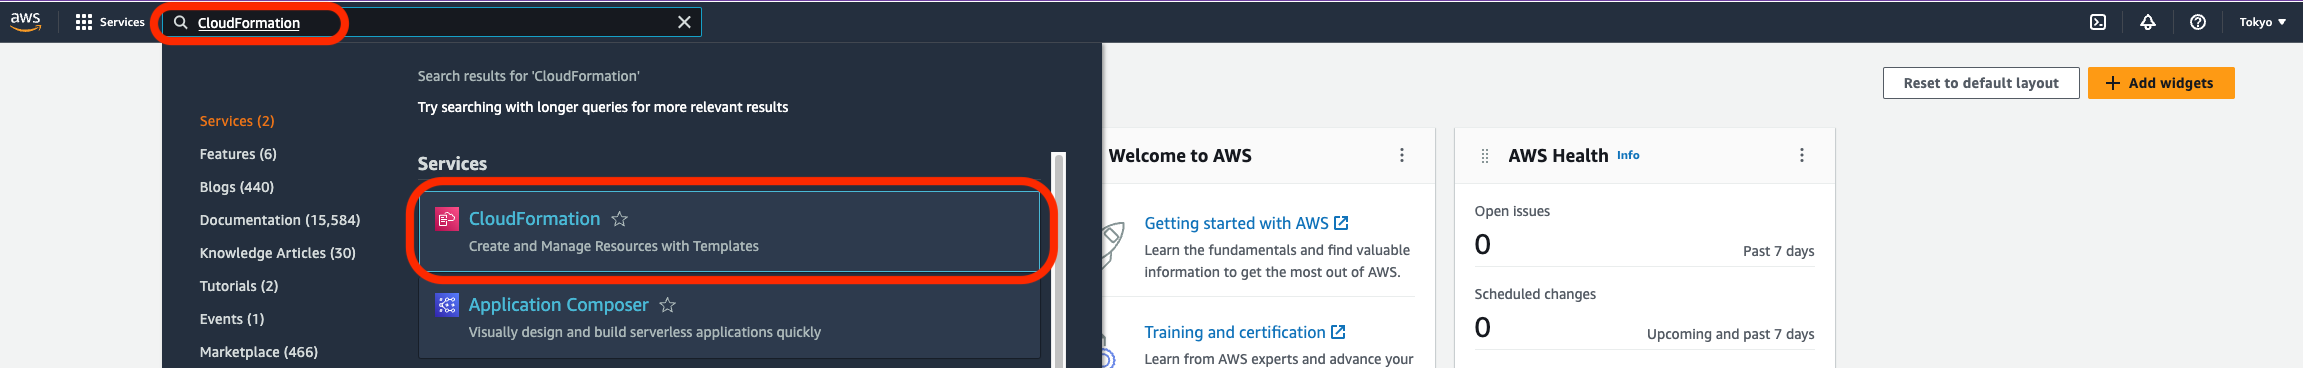 aws
Services
CloudFormation
Tokyo
Search results for 'CloudFormation'
Try searching with longer queries for more relevant results
Services (2)
Features (6)
Blogs (440)
Documentation (15,584)
Knowledge Articles (30)
Tutorials (2)
Events (1)
Marketplace (466)
Services
CloudFormation
Create and Manage Resources with Templates
Application Composer
Visually design and build serverless applications quickly
Reset to default layout
Add widgets
Welcome to AWS
Getting started with AWS
Learn the fundamentals and find valuable
information to get the most out of AWS.
Training and certification
Learn from AWS experts and advance your
AWS Health Info
Open issues
0
Past 7 days
Scheduled changes
0
Upcoming and past 7 days